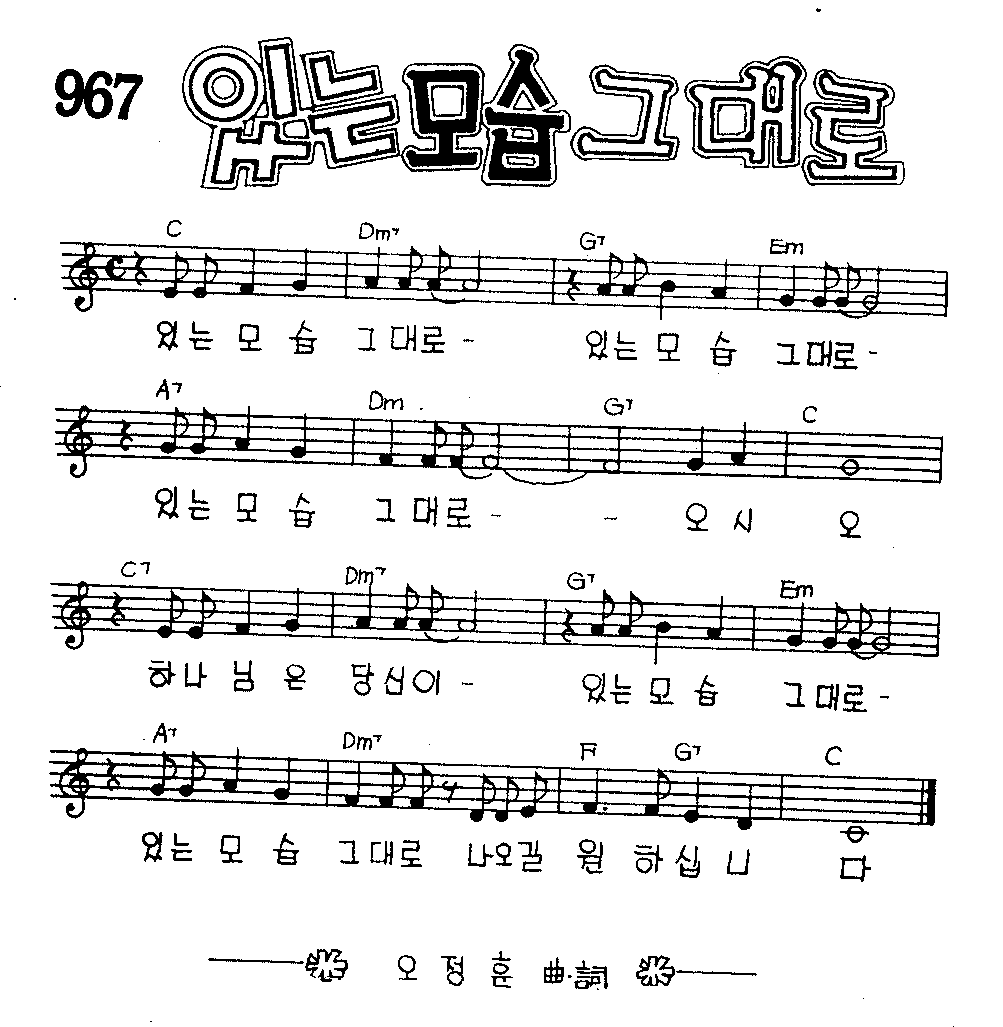 967 있는 모습 그대로
C Dm7 G7 Em
있는 모 습 그 대로 - 있는 모 습 그대로 -
A7 Dm G7 C
있는 모 습 그 대로 - - 오 시 오
C7 Dm7 G7 Em
하나 님 은 당신이 - 있는 모 습 그대로 -
A7 Dm7 F G7 C
있는 모 습 그대로 나오길 원 하 십 니 다
오 정 훈 曲·詞